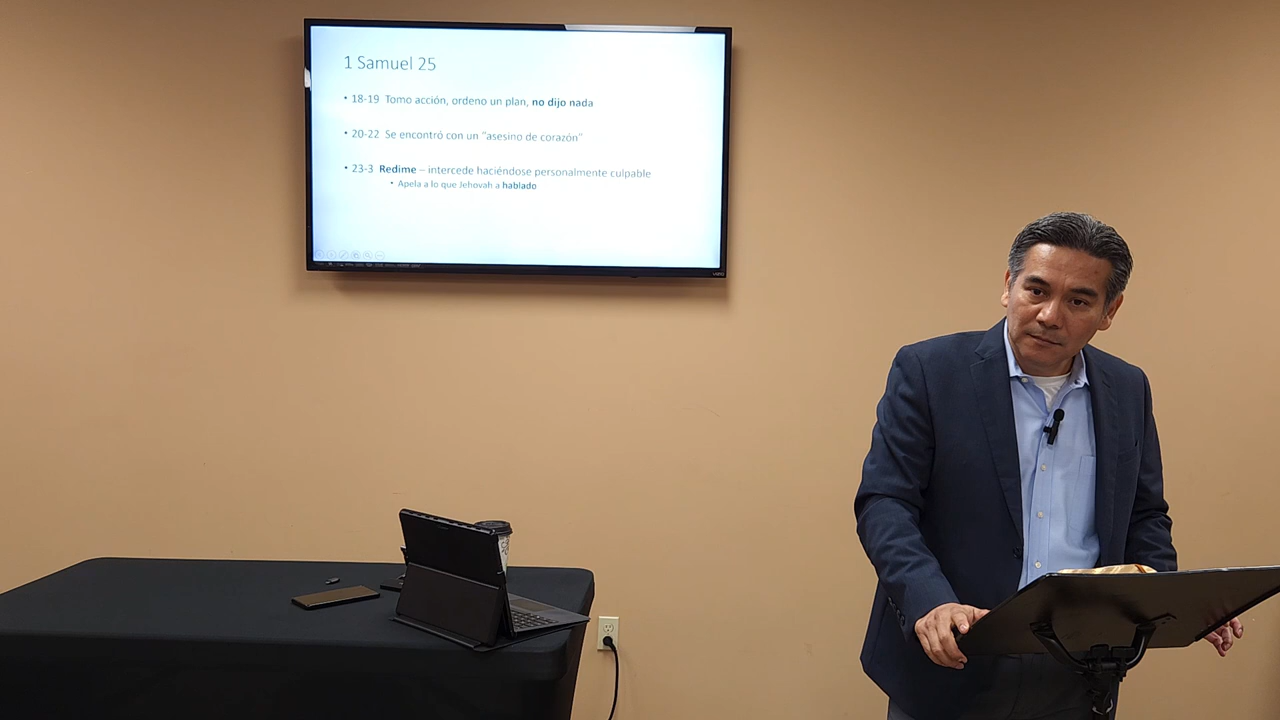 1 Samuel 25
• 18-19 Tomo acción, ordeno un plan, no dijo nada
• 20-22 Se encontró con un "asesino de corazón"
• 23-3 Redime – intercede haciéndose personalmente culpable
• Apela a lo que Jehovah a hablado
VIZIO